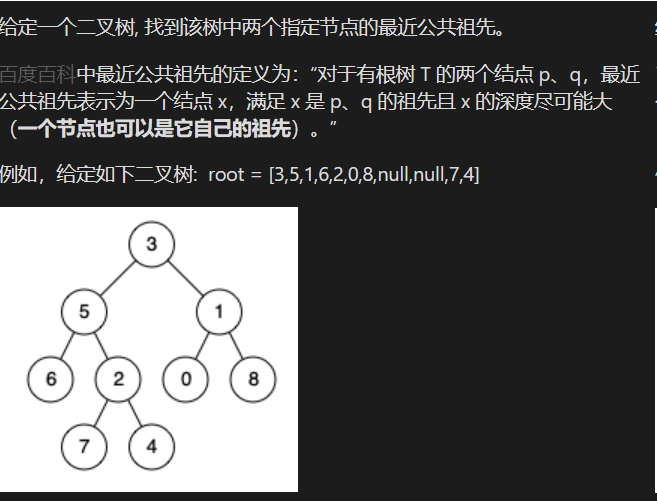 给定一个二叉树, 找到该树中两个指定节点的最近公共祖先。
百度百科中最近公共祖先的定义为：“对于有根树 T 的两个结点 p、q，最近
公共祖先表示为一个结点 x，满足 x 是 p、q 的祖先且 x 的深度尽可能大
（一个节点也可以是它自己的祖先）。”
例如，给定如下二叉树:  root = [3,5,1,6,2,0,8,null,null,7,4]
3
5 1
6 2 0 8
7 4